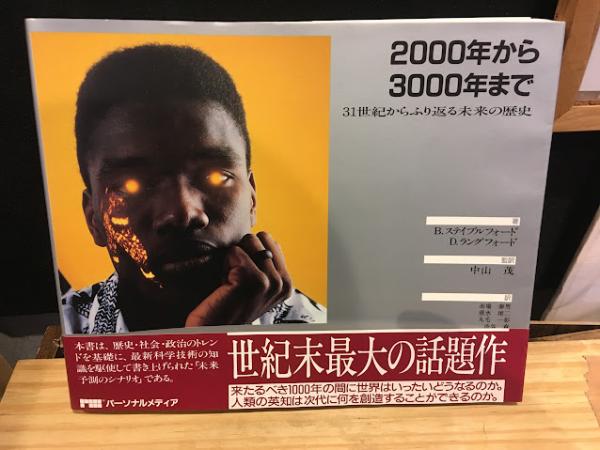 2000年から
3000年まで
31世紀からふり返る未来の歴史
著
B.ステイブルフォード
D.ラングフォード
監訳
中山 茂
訳
本書は、歴史・社会・政治のトレン
ドを基礎に、最新科学技術の知
識を駆使して書き上げられた「未来
予測のシナリオ」である。
パーソナルメディア
世紀末最大の話題作
来たるべき1000年の間に世界はいったいどうなるのか。
人類の英知は次代に何を創造することができるのか。